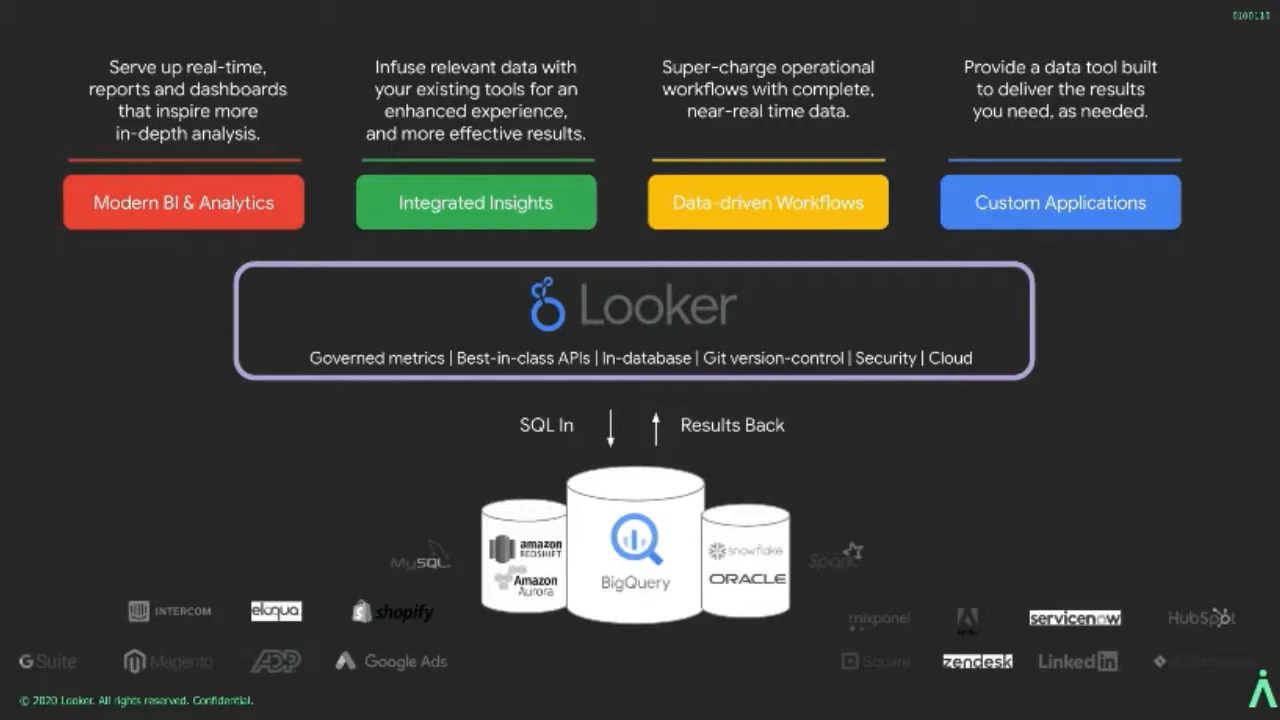 0100110
Serve up real-time,
reports and dashboards
that inspire more
in-depth analysis.
Infuse relevant data with
your existing tools for an
enhanced experience,
and more effective results.
Super-charge operational
workflows with complete,
near-real time data.
Provide a data tool built
to deliver the results
you need, as needed.
Modern BI & Analytics
Integrated Insights
Data-driven Workflows
Custom Applications
Looker
Governed metrics | Best-in-class APIs | In-database | Git version-control | Security | Cloud
SQL In
Results Back
MySQL
amazon
REDSHIFT
Amazon
Aurora
BigQuery
snowflake
ORACLE
Spark
INTERCOM
eloqua
shopify
mixpanel
servicenow
HubSpot
G Suite
Magento
ADP
Google Ads
Square
zendesk
LinkedIn
© 2020 Looker. All rights reserved. Confidential.